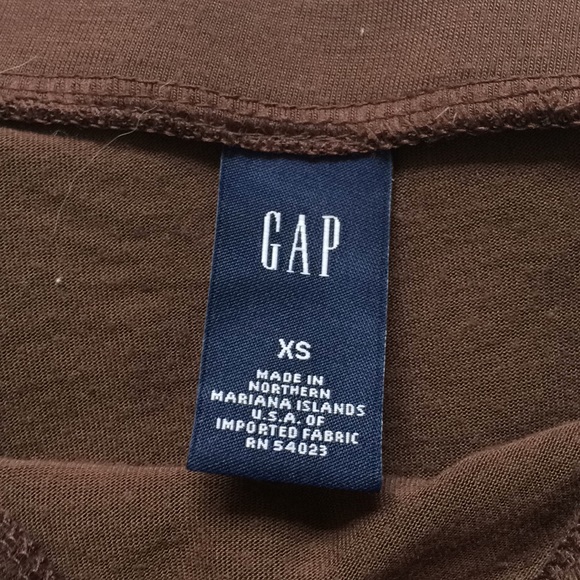 GAP
XS
MADE IN
NORTHERN
MARIANA ISLANDS
U.S.A. OF
IMPORTED FABRIC
RN 54023